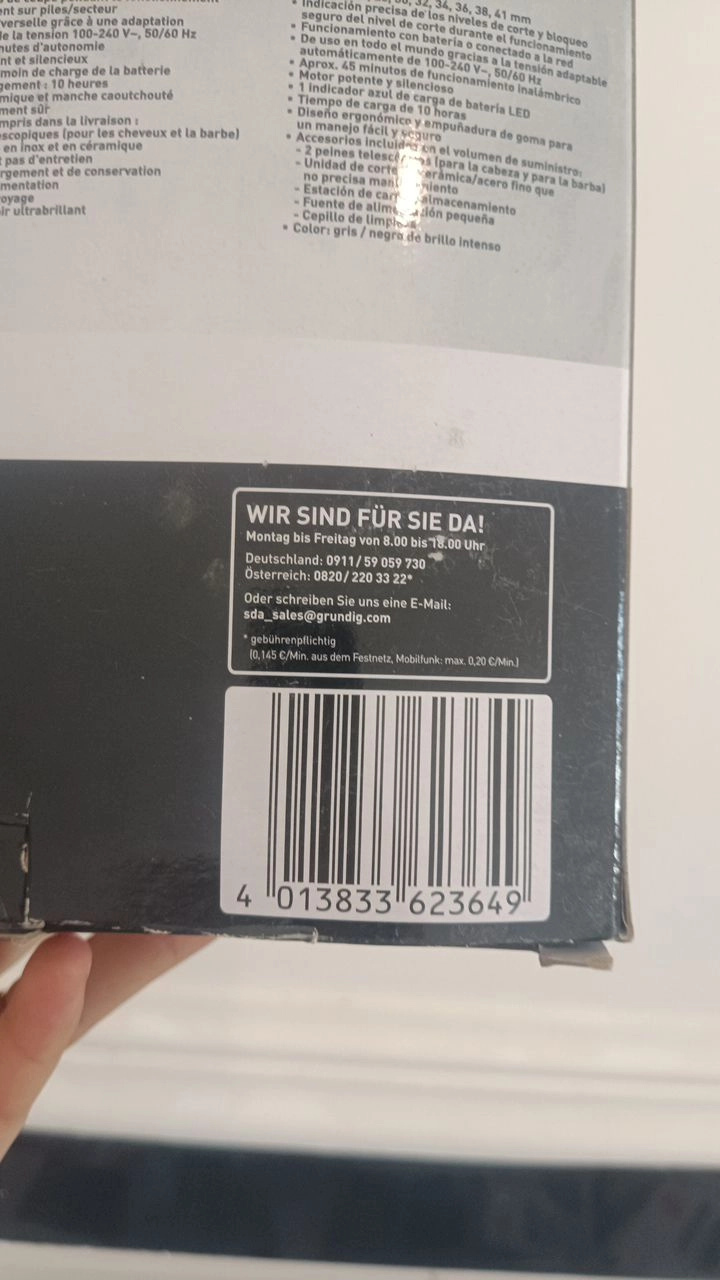 nt sur piles/secteur
verselle grâce à une adaptation
de la tension 100-240 V~, 50/60 Hz
nutes d'autonomie
nt et silencieux
moin de charge de la batterie
gement : 10 heures
mique et manche caoutchouté
ment sûr
mpris dans la livraison :
escopiques (pour les cheveux et la barbe)
en inox et en céramique
t pas d'entretien
rgement et de conservation
mentation
oyage
ir ultrabrillant
32, 34, 36, 38, 41 mm
• Indicación precisa de los niveles de corte y bloqueo
seguro del nivel de corte durante el funcionamiento
• Funcionamiento con batería o conectado a la red
• De uso en todo el mundo gracias a la tensión adaptable
automáticamente de 100-240 V~, 50/60 Hz
• Aprox. 45 minutos de funcionamiento inalámbrico
• Motor potente y silencioso
• 1 indicador azul de carga de batería LED
• Tiempo de carga de 10 horas
• Diseño ergonómico y empuñadura de goma para
un manejo fácil y seguro
• Accesorios incluidos en el volumen de suministro:
- 2 peines (para la cabeza y para la barba)
- Unidad de corte cerámica/acero fino que
no precisa
- Estación de almacenamiento
- Fuente de pequeña
- Cepillo de
• Color: gris / negro de brillo intenso
WIR SIND FÜR SIE DA!
Montag bis Freitag von 8.00 bis 18.00 Uhr
Deutschland: 0911/59 059 730
Österreich: 0820/220 33 22*
Oder schreiben Sie uns eine E-Mail:
sda_sales@grundig.com
* gebührenpflichtig
(0,145 €/Min. aus dem Festnetz, Mobilfunk: max. 0,20 €/Min.)
4 013833 623649